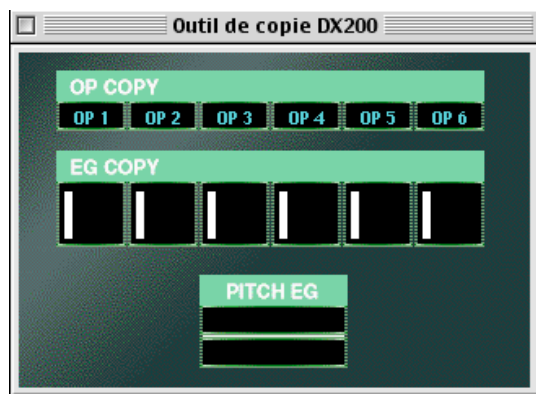 Outil de copie DX200
OP COPY
OP 1 OP 2 OP 3 OP 4 OP 5 OP 6
EG COPY
PITCH EG